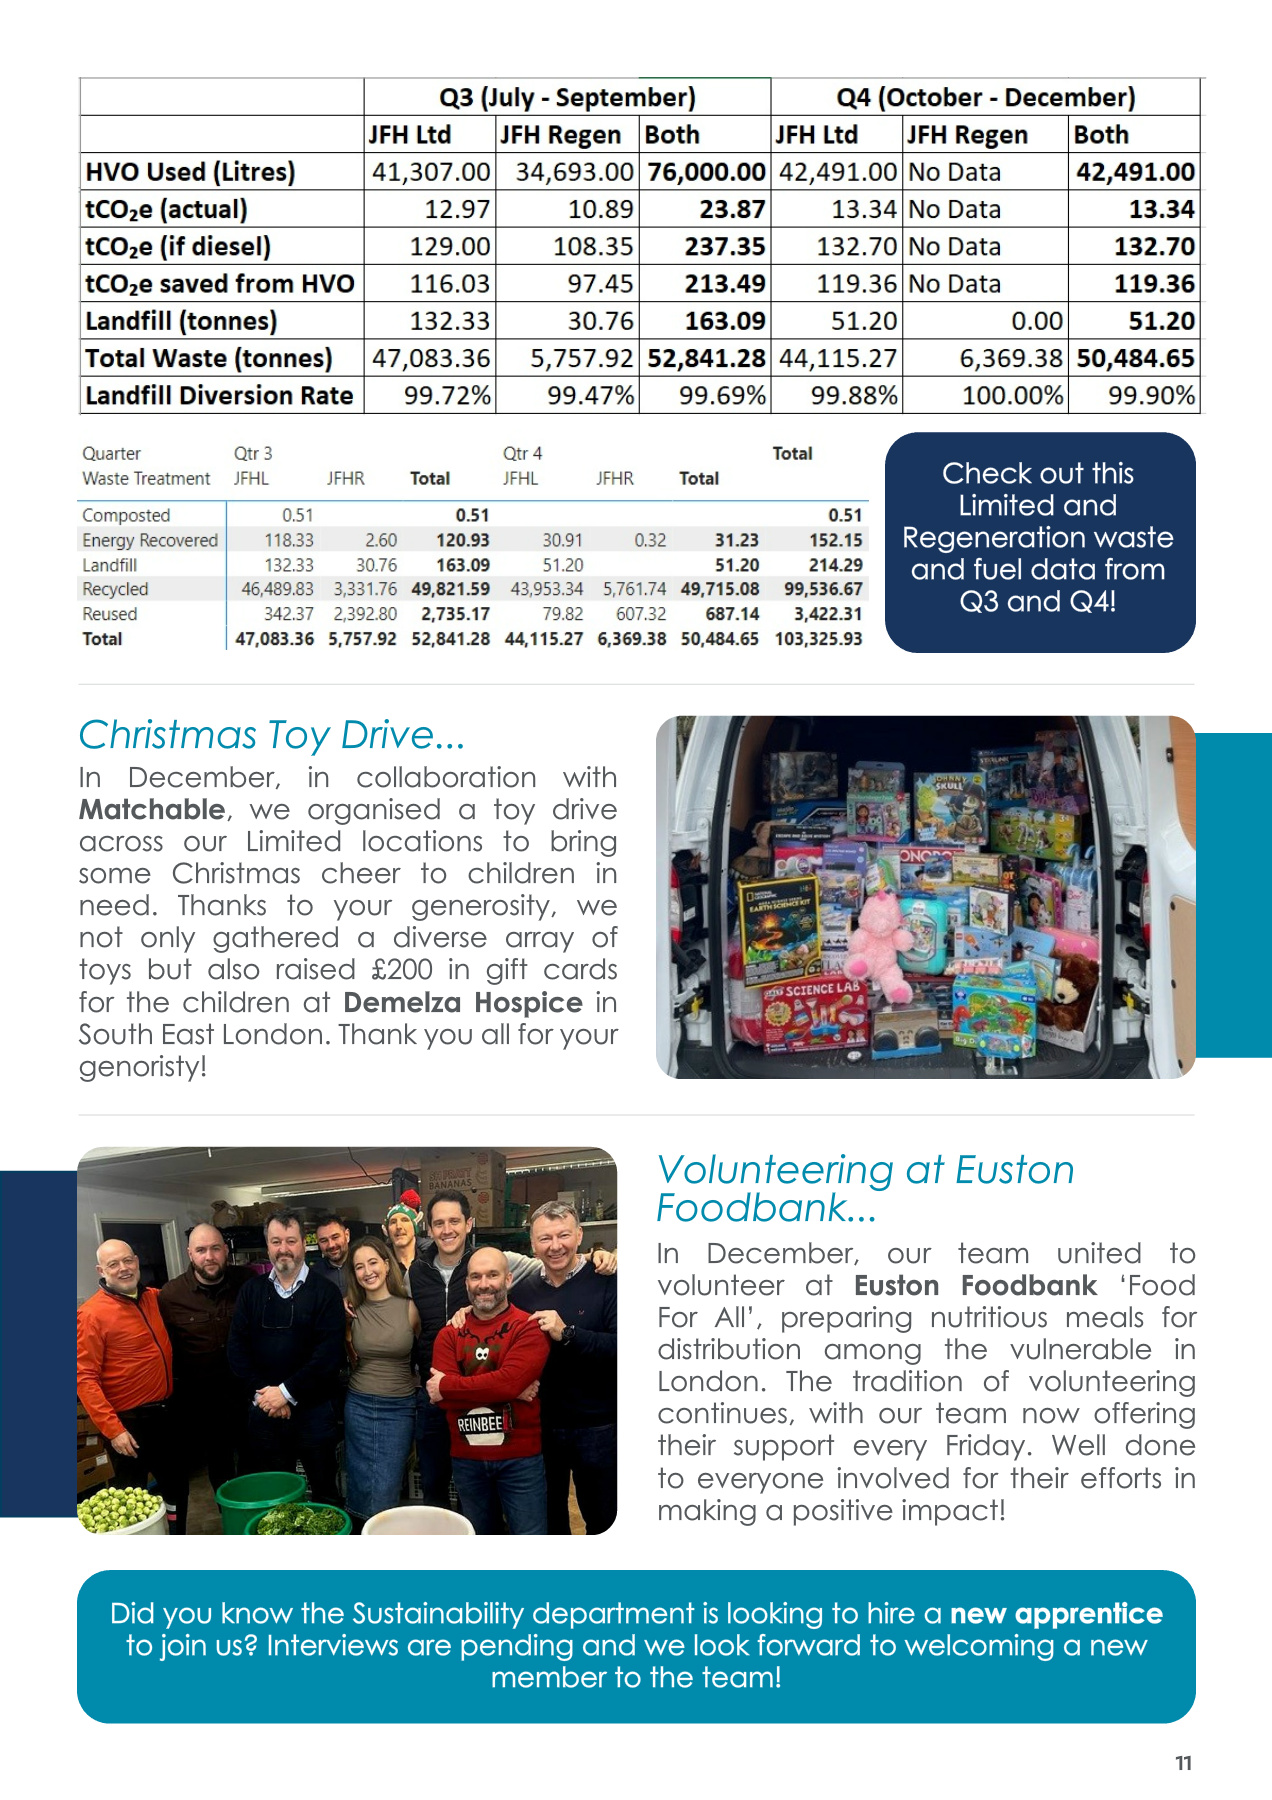 Q3 (July - September) Q4 (October - December)
JFH Ltd JFH Regen Both JFH Ltd JFH Regen Both
HVO Used (Litres) 41,307.00 34,693.00 76,000.00 42,491.00 No Data 42,491.00
tCO₂e (actual) 12.97 10.89 23.87 13.34 No Data 13.34
tCO₂e (if diesel) 129.00 108.35 237.35 132.70 No Data 132.70
tCO₂e saved from HVO 116.03 97.45 213.49 119.36 No Data 119.36
Landfill (tonnes) 132.33 30.76 163.09 51.20 0.00 51.20
Total Waste (tonnes) 47,083.36 5,757.92 52,841.28 44,115.27 6,369.38 50,484.65
Landfill Diversion Rate 99.72% 99.47% 99.69% 99.88% 100.00% 99.90%
Quarter Qtr 3 Qtr 4 Total
Waste Treatment JFHL JFHR Total JFHL JFHR Total
Composted 0.51 0.51 0.51
Energy Recovered 118.33 2.60 120.93 30.91 0.32 31.23 152.15
Landfill 132.33 30.76 163.09 51.20 51.20 214.29
Recycled 46,489.83 3,331.76 49,821.59 43,953.34 5,761.74 49,715.08 99,536.67
Reused 342.37 2,392.80 2,735.17 79.82 607.32 687.14 3,422.31
Total 47,083.36 5,757.92 52,841.28 44,115.27 6,369.38 50,484.65 103,325.93
Check out this
Limited and
Regeneration waste
and fuel data from
Q3 and Q4!
Christmas Toy Drive...
In December, in collaboration with
Matchable, we organised a toy drive
across our Limited locations to bring
some Christmas cheer to children in
need. Thanks to your generosity, we
not only gathered a diverse array of
toys but also raised £200 in gift cards
for the children at Demelza Hospice in
South East London. Thank you all for your
genoristy!
JOHNNY
SKULL
NATIONAL
GEOGRAPHIC
EARTH SCIENCE KIT
SCIENCE LAB
BANANAS
REINBEE
Volunteering at Euston
Foodbank...
In December, our team united to
volunteer at Euston Foodbank ‘Food
For All’, preparing nutritious meals for
distribution among the vulnerable in
London. The tradition of volunteering
continues, with our team now offering
their support every Friday. Well done
to everyone involved for their efforts in
making a positive impact!
Did you know the Sustainability department is looking to hire a new apprentice
to join us? Interviews are pending and we look forward to welcoming a new
member to the team!
11